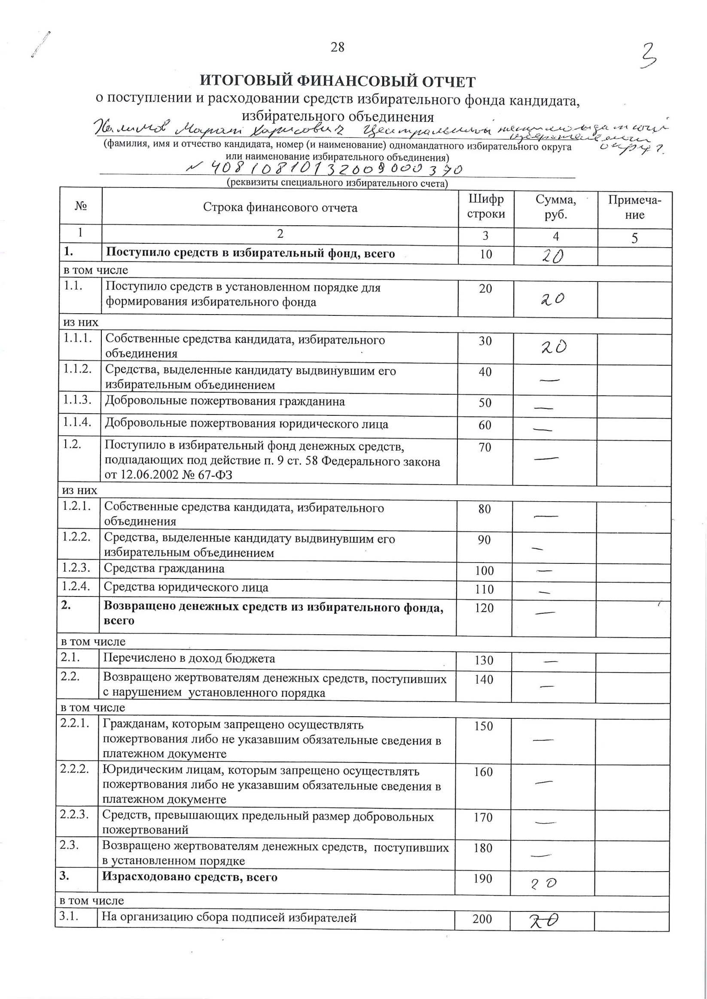 28
3
ИТОГОВЫЙ ФИНАНСОВЫЙ ОТЧЕТ
о поступлении и расходовании средств избирательного фонда кандидата,
избирательного объединения
Харисович
округ
(фамилия, имя и отчество кандидата, номер (и наименование) одномандатного избирательного округа
или наименование избирательного объединения)
(реквизиты специального избирательного счета)
№ Строка финансового отчета Шифр строки Сумма, руб. Примеча-ние
1 2 3 4 5
1. Поступило средств в избирательный фонд, всего 10 20
в том числе
1.1. Поступило средств в установленном порядке для 20 20
формирования избирательного фонда
из них
1.1.1. Собственные средства кандидата, избирательного 30 20
объединения
1.1.2. Средства, выделенные кандидату выдвинувшим его 40 —
избирательным объединением
1.1.3. Добровольные пожертвования гражданина 50 —
1.1.4. Добровольные пожертвования юридического лица 60 —
1.2. Поступило в избирательный фонд денежных средств, 70 —
подпадающих под действие п. 9 ст. 58 Федерального закона
от 12.06.2002 № 67-ФЗ
из них
1.2.1. Собственные средства кандидата, избирательного 80 —
объединения
1.2.2. Средства, выделенные кандидату выдвинувшим его 90 —
избирательным объединением
1.2.3. Средства гражданина 100 —
1.2.4. Средства юридического лица 110 —
2. Возвращено денежных средств из избирательного фонда, 120 —
всего
в том числе
2.1. Перечислено в доход бюджета 130 —
2.2. Возвращено жертвователям денежных средств, поступивших 140 —
с нарушением установленного порядка
в том числе
2.2.1. Гражданам, которым запрещено осуществлять 150 —
пожертвования либо не указавшим обязательные сведения в
платежном документе
2.2.2. Юридическим лицам, которым запрещено осуществлять 160 —
пожертвования либо не указавшим обязательные сведения в
платежном документе
2.2.3. Средств, превышающих предельный размер добровольных 170 —
пожертвований
2.3. Возвращено жертвователям денежных средств, поступивших 180 —
в установленном порядке
3. Израсходовано средств, всего 190 20
в том числе
3.1. На организацию сбора подписей избирателей 200 20